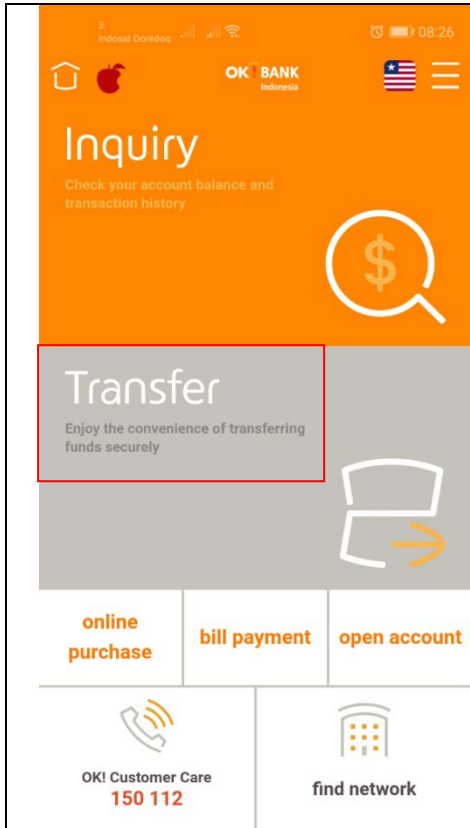 3
Indosat Ooredoo
08:26
OK! BANK
Indonesia
Inquiry
Check your account balance and
transaction history
$
Transfer
Enjoy the convenience of transferring
funds securely
online
purchase
bill payment
open account
OK! Customer Care
150 112
find network